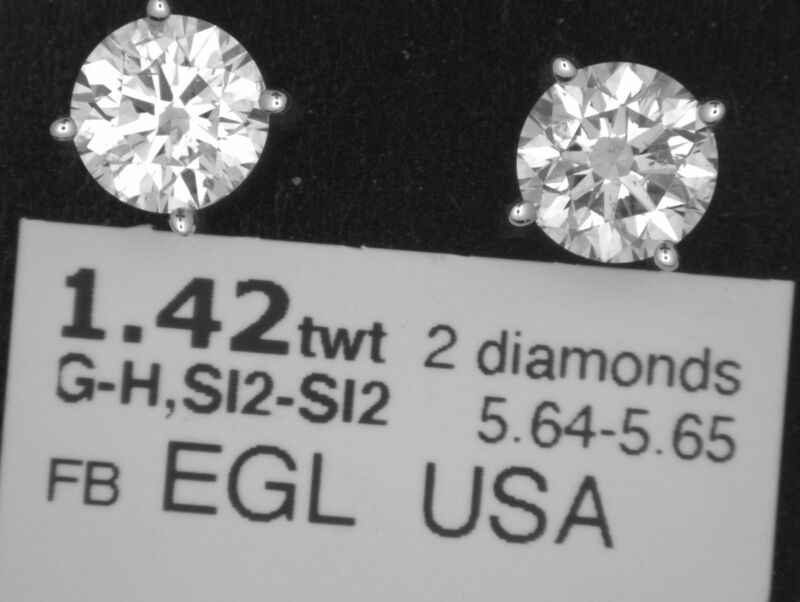 1.42twt 2 diamonds
G-H,SI2-SI2 5.64-5.65
FB EGL USA